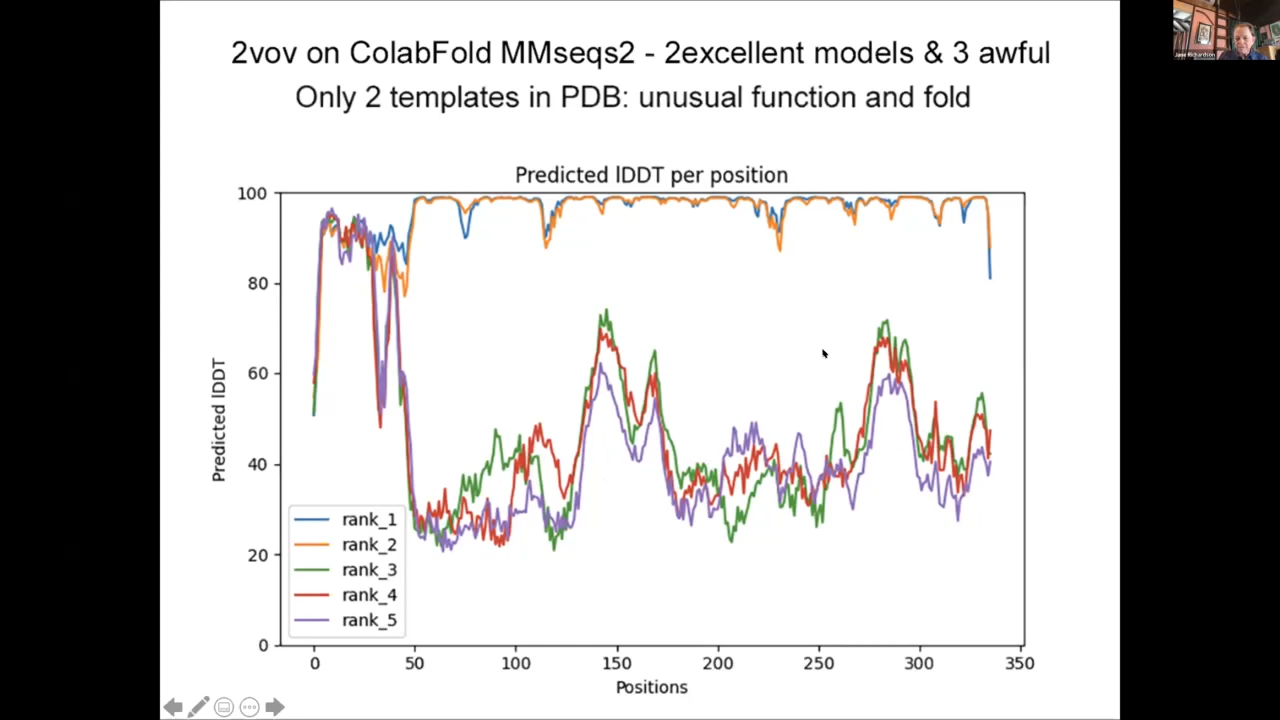 2vov on ColabFold MMseqs2 - 2excellent models & 3 awful
Only 2 templates in PDB: unusual function and fold
Jane Richardson
Predicted lDDT per position
100
80
60
40
20
0
Predicted lDDT
rank_1
rank_2
rank_3
rank_4
rank_5
0 50 100 150 200 250 300 350
Positions